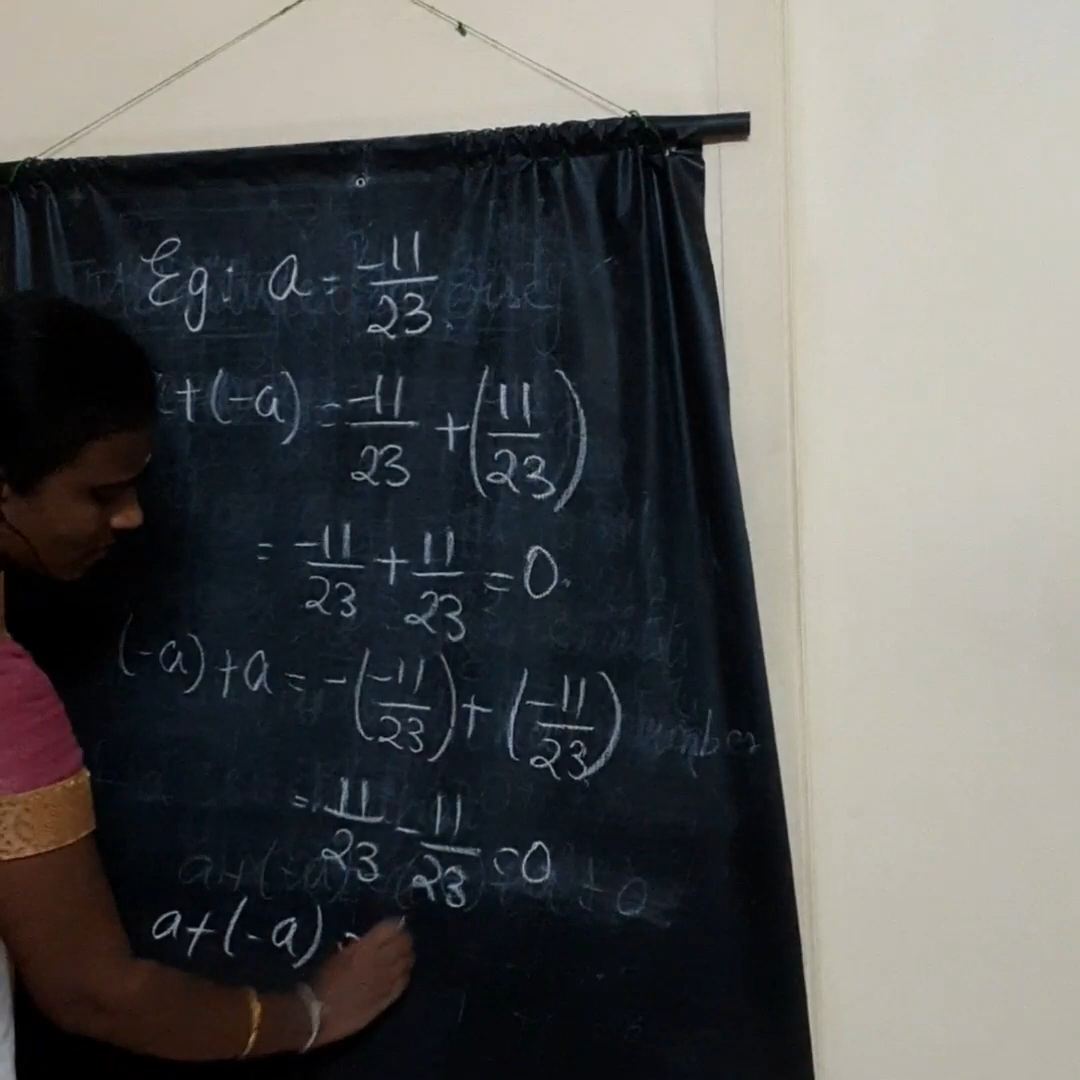 Eg: a = -11/23
+(-a) = -11/23 + (11/23)
= -11/23 + 11/23 = 0.
(-a)+a = -(-11/23) + (-11/23)
= 11/23 - 11/23 = 0
a+(-a) =